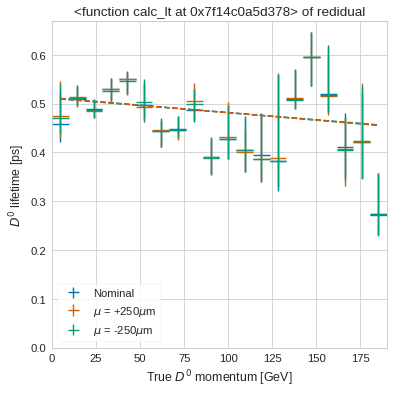 <function calc_lt at 0x7f14c0a5d378> of redidual
0.6
0.5
0.4
0.3
0.2
0.1
0.0
D⁰ lifetime [ps]
Nominal
μ = +250μm
μ = -250μm
0 25 50 75 100 125 150 175
True D⁰ momentum [GeV]